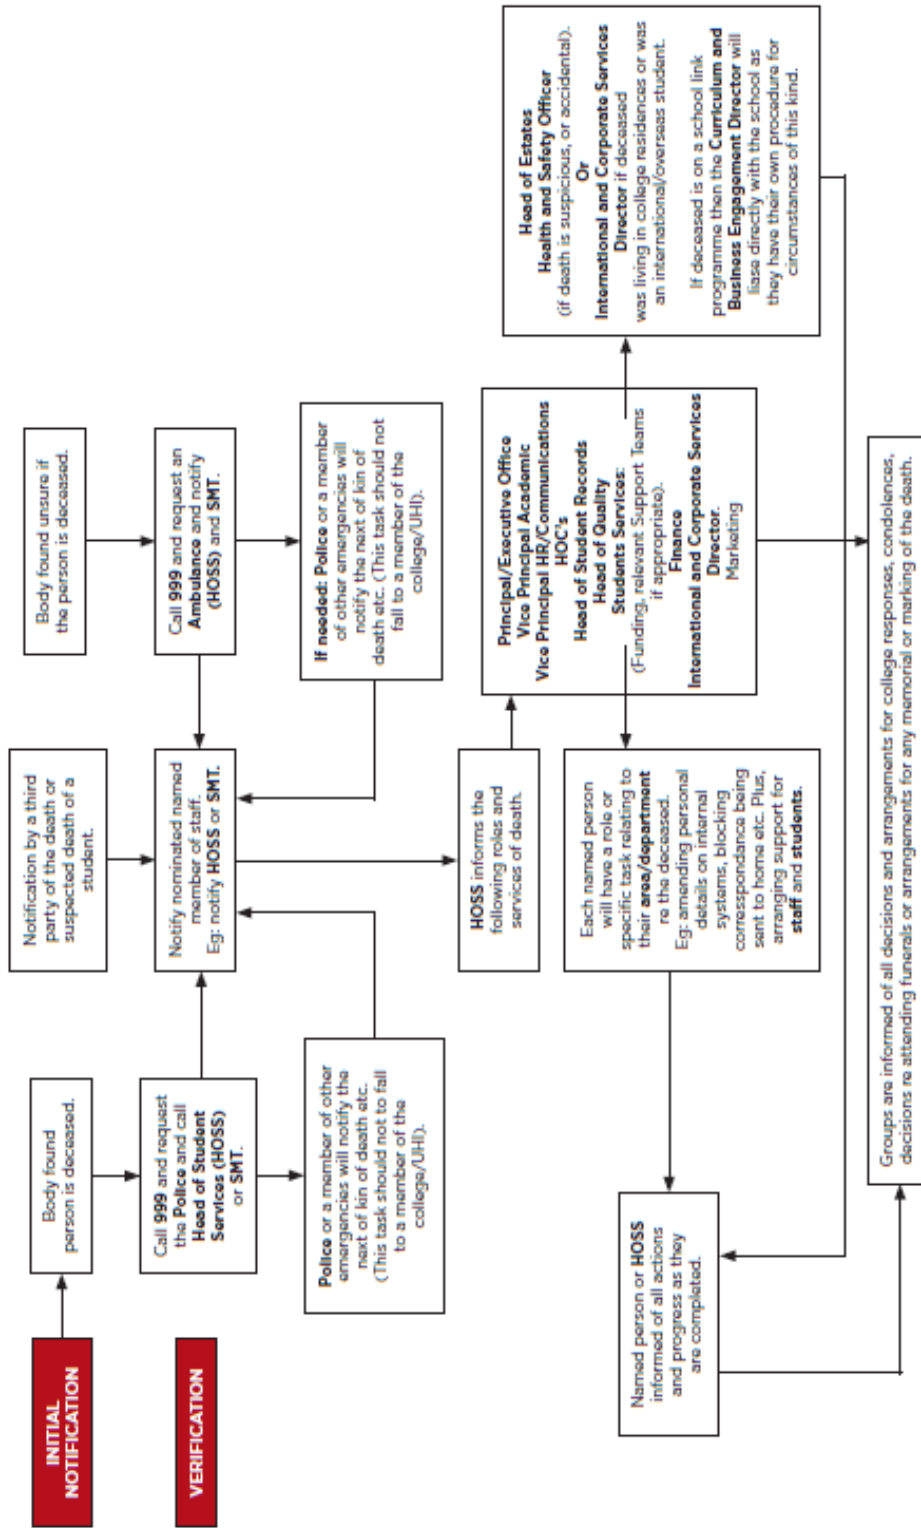 INITIAL
NOTIFICATION
VERIFICATION
Body found
person is deceased.
Call 999 and request
the Police and call
Head of Student
Services (HOSS)
or SMT.
Police or a member of other
emergencies will notify the
next of kin of death etc.
(This task should not to fall
to a member of the
college/UHI).
Notification by a third
party of the death or
suspected death of a
student.
Notify nominated named
member of staff.
Eg: notify HOSS or SMT.
Body found unsure if
the person is deceased.
Call 999 and request an
Ambulance and notify
(HOSS) and SMT.
If needed: Police or a member
of other emergencies will
notify the next of kin of
death etc. (This task should not
fall to a member of the
college/UHI).
HOSS informs the
following roles and
services of death.
Principal/Executive Office
Vice Principal Academic
Vice Principal HR/Communications
HOC's
Head of Student Records
Head of Quality
Students Services:
(Funding, relevant Support Teams
if appropriate).
Finance
International and Corporate Services
Director.
Marketing
Head of Estates
Health and Safety Officer
(if death is suspicious, or accidental).
Or
International and Corporate Services
Director if deceased
was living in college residences or was
an international/overseas student.
If deceased is on a school link
programme then the Curriculum and
Business Engagement Director will
liase directly with the school as
they have their own procedure for
circumstances of this kind.
Each named person
will have a role or
specific task relating to
their area/department
re the deceased.
Eg: amending personal
details on internal
systems, blocking
corresspondance being
sent to home etc. Plus,
arranging support for
staff and students.
Named person or HOSS
informed of all actions
and progress as they
are completed.
Groups are informed of all decisions and arrangements for college responses, condolences,
decisions re attending funerals or arrangements for any memorial or marking of the death.